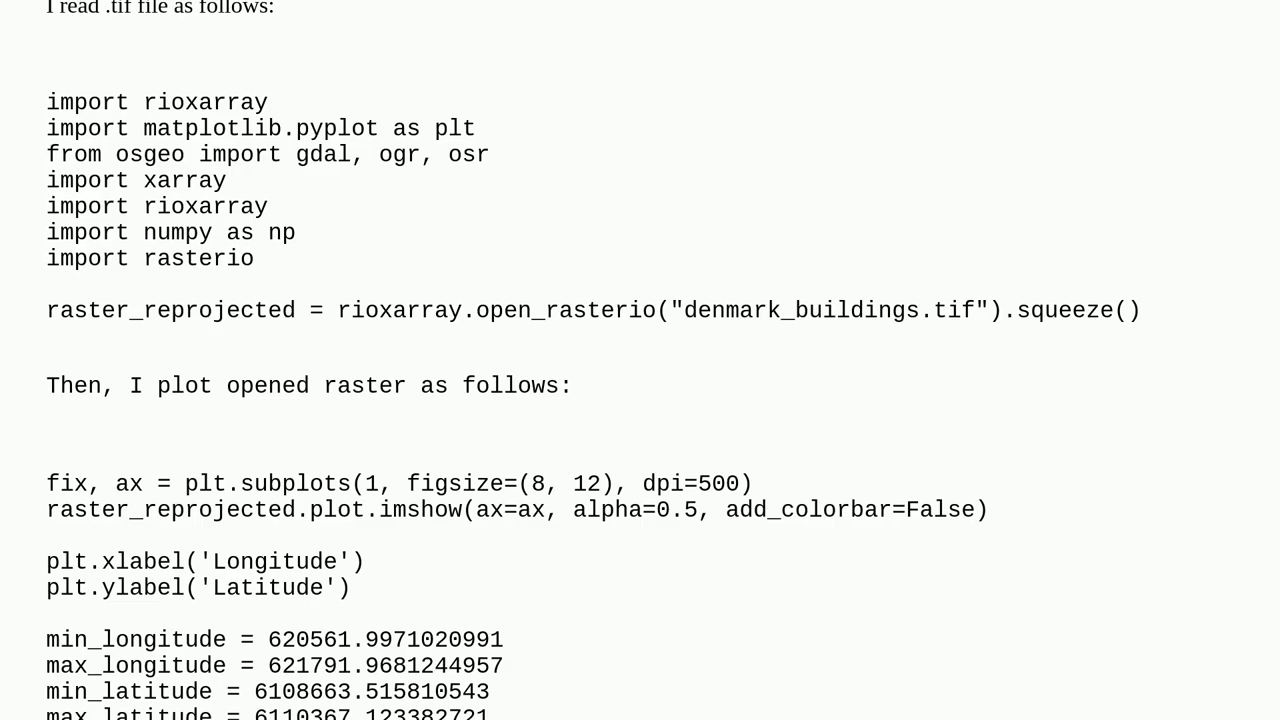 I read .tif file as follows:
import rioxarray
import matplotlib.pyplot as plt
from osgeo import gdal, ogr, osr
import xarray
import rioxarray
import numpy as np
import rasterio
raster_reprojected = rioxarray.open_rasterio("denmark_buildings.tif").squeeze()
Then, I plot opened raster as follows:
fix, ax = plt.subplots(1, figsize=(8, 12), dpi=500)
raster_reprojected.plot.imshow(ax=ax, alpha=0.5, add_colorbar=False)
plt.xlabel('Longitude')
plt.ylabel('Latitude')
min_longitude = 620561.9971020991
max_longitude = 621791.9681244957
min_latitude = 6108663.515810543
max_latitude = 6110367.123382721